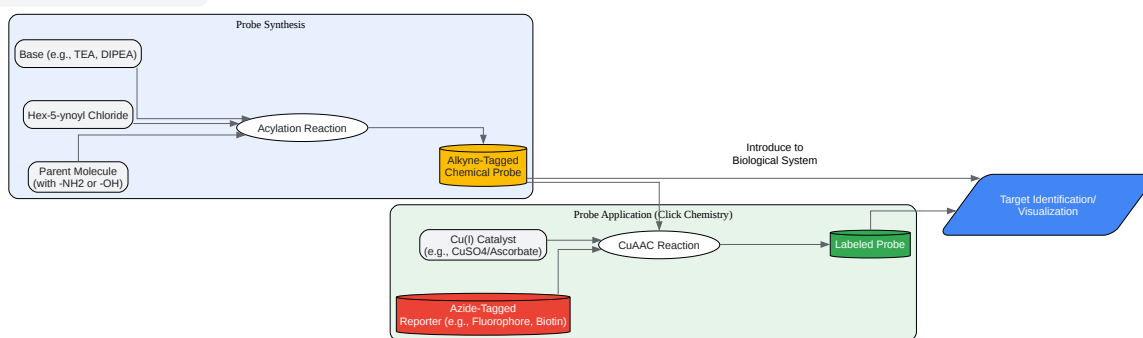 Probe Synthesis
Base (e.g., TEA, DIPEA)
Hex-5-ynoyl Chloride
Acylation Reaction
Parent Molecule
(with -NH2 or -OH)
Alkyne-Tagged
Chemical Probe
Introduce to
Biological System
Target Identification/
Visualization
Probe Application (Click Chemistry)
Cu(I) Catalyst
(e.g., CuSO4/Ascorbate)
CuAAC Reaction
Labeled Probe
Azide-Tagged
Reporter (e.g., Fluorophore, Biotin)